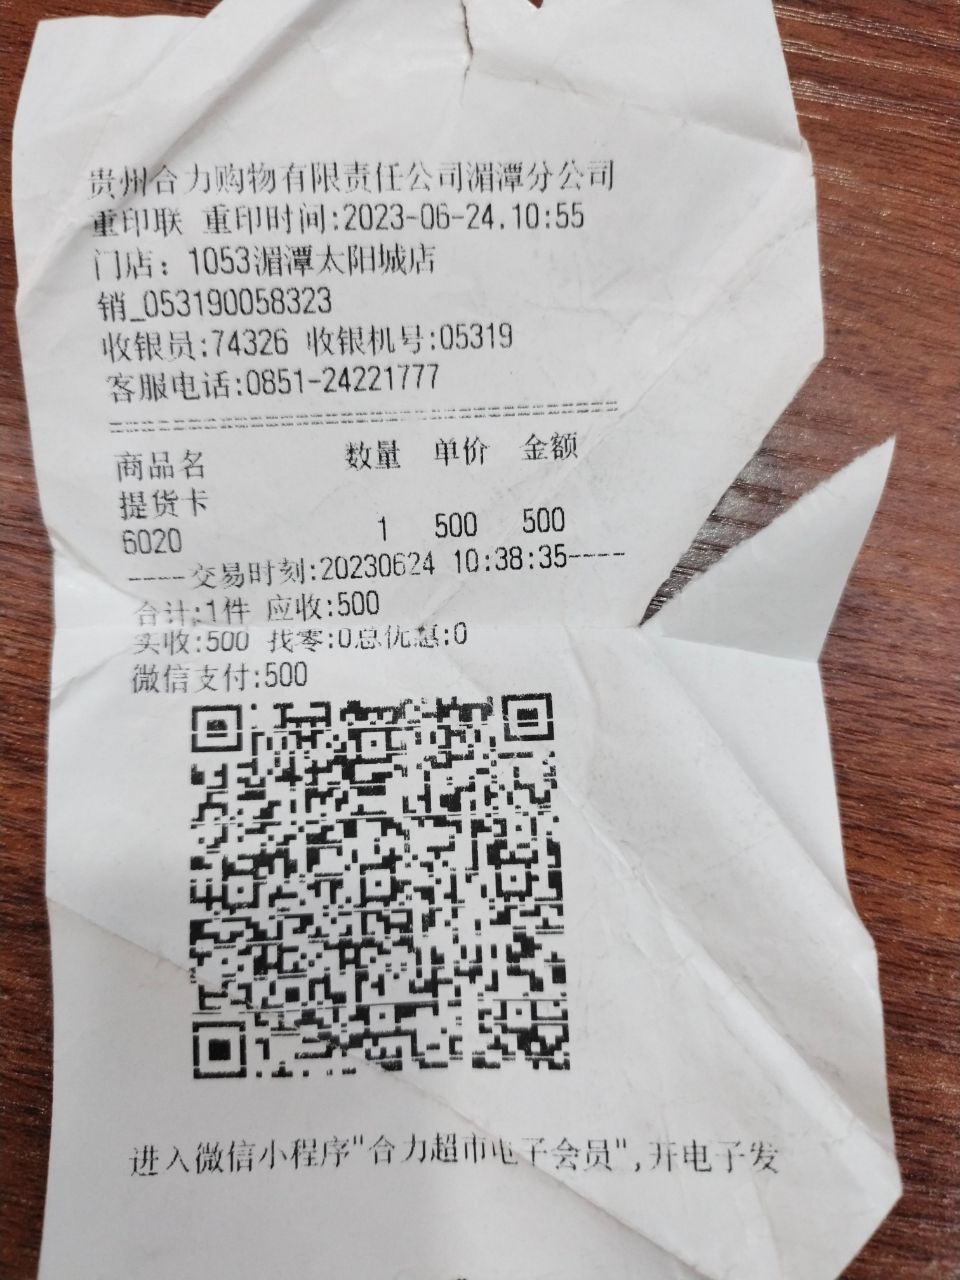 贵州合力购物有限责任公司湄潭分公司
重印联 重印时间:2023-06-24.10:55
门店：1053湄潭太阳城店
销_053190058323
收银员:74326 收银机号:05319
客服电话:0851-24221777
商品名 数量 单价 金额
提货卡
6020 1 500 500
----交易时刻:20230624 10:38:35----
合计:1件 应收:500
实收:500 找零:0总优惠:0
微信支付:500
进入微信小程序"合力超市电子会员",开电子发